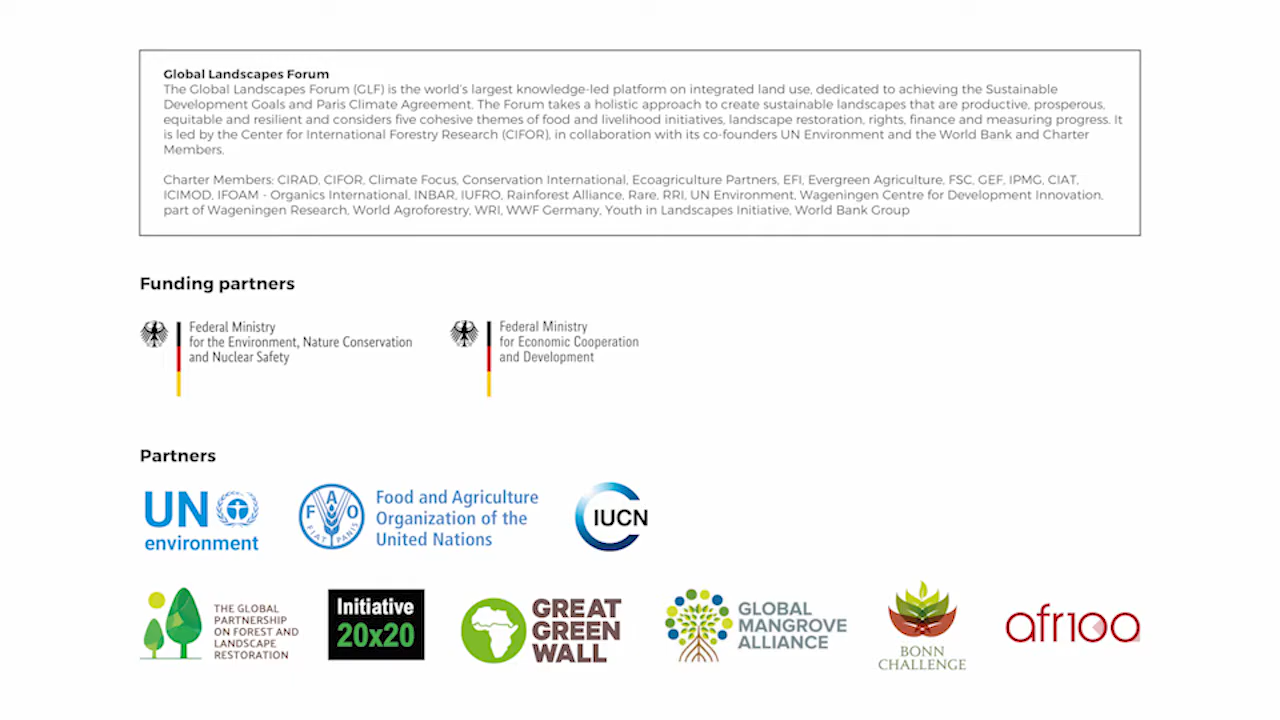 Global Landscapes Forum
The Global Landscapes Forum (GLF) is the world's largest knowledge-led platform on integrated land use, dedicated to achieving the Sustainable
Development Goals and Paris Climate Agreement. The Forum takes a holistic approach to create sustainable landscapes that are productive, prosperous,
equitable and resilient and considers five cohesive themes of food and livelihood initiatives, landscape restoration, rights, finance and measuring progress. It
is led by the Center for International Forestry Research (CIFOR), in collaboration with its co-founders UN Environment and the World Bank and Charter
Members.
Charter Members: CIRAD, CIFOR, Climate Focus, Conservation International, Ecoagriculture Partners, EFI, Evergreen Agriculture, FSC, GEF, IPMG, CIAT,
ICIMOD, IFOAM - Organics International, INBAR, IUFRO, Rainforest Alliance, Rare, RRI, UN Environment, Wageningen Centre for Development Innovation,
part of Wageningen Research, World Agroforestry, WRI, WWF Germany, Youth in Landscapes Initiative, World Bank Group
Funding partners
Federal Ministry
for the Environment, Nature Conservation
and Nuclear Safety
Federal Ministry
for Economic Cooperation
and Development
Partners
UN
environment
F A O
FIAT PANIS
Food and Agriculture
Organization of the
United Nations
IUCN
THE GLOBAL
PARTNERSHIP
ON FOREST AND
LANDSCAPE
RESTORATION
Initiative
20x20
GREAT
GREEN
WALL
GLOBAL
MANGROVE
ALLIANCE
BONN
CHALLENGE
afr100